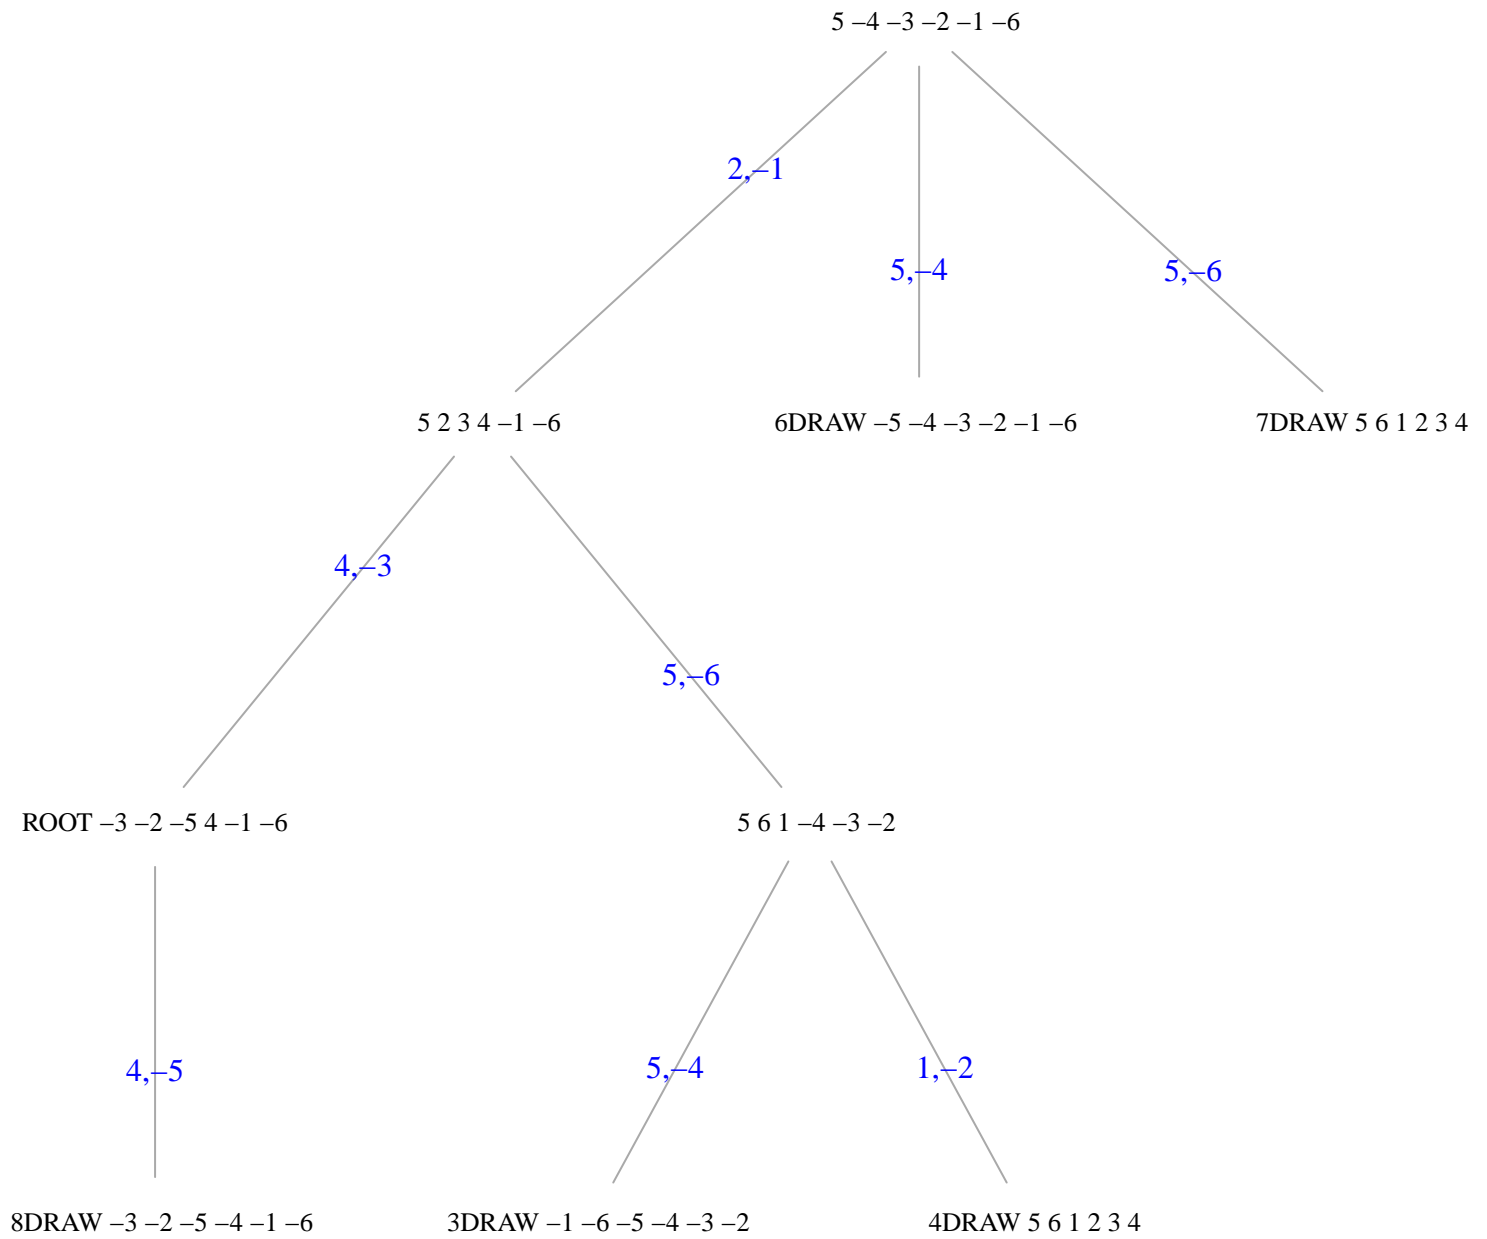 5 –4 –3 –2 –1 –6
2,–1
5,–4
5,–6
5 2 3 4 –1 –6
6DRAW –5 –4 –3 –2 –1 –6
7DRAW 5 6 1 2 3 4
4,–3
5,–6
ROOT –3 –2 –5 4 –1 –6
5 6 1 –4 –3 –2
4,–5
5,–4
1,–2
8DRAW –3 –2 –5 –4 –1 –6
3DRAW –1 –6 –5 –4 –3 –2
4DRAW 5 6 1 2 3 4